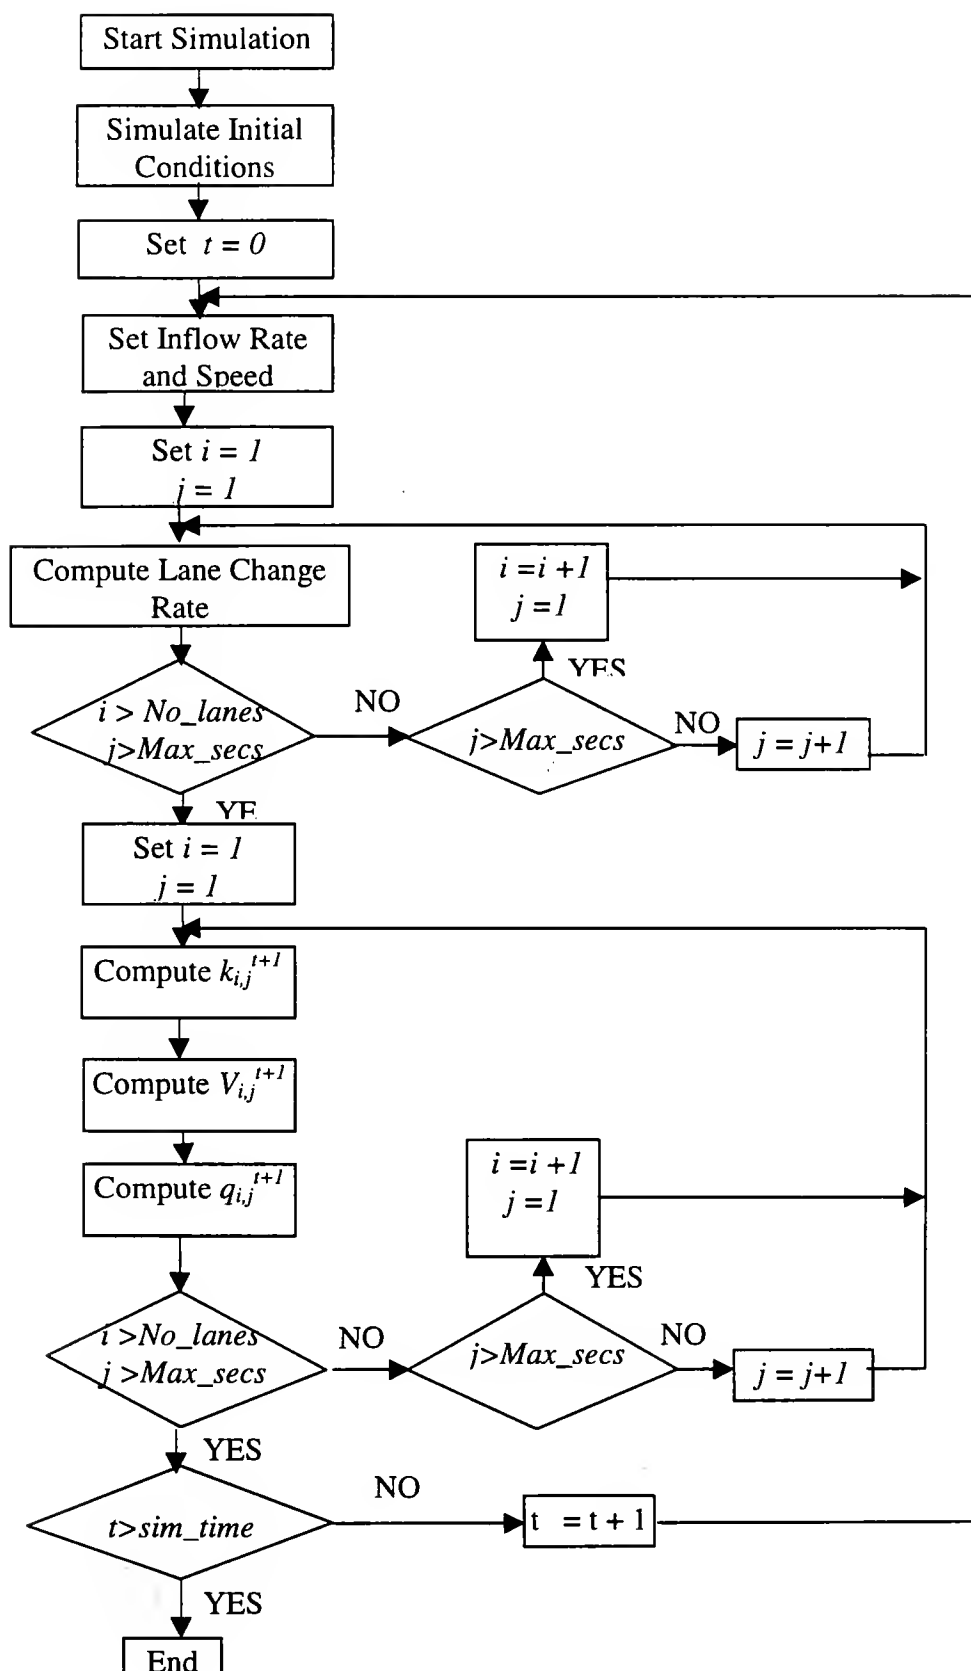 Start Simulation
Simulate Initial
Conditions
Set t = 0
Set Inflow Rate
and Speed
Set i = 1
j = 1
Compute Lane Change
Rate
i =i +1
j =1
YES
i > No_lanes
j>Max_secs
NO
j>Max_secs
NO
j = j+1
YE
Set i = 1
j = 1
Compute k_{i,j}^{t+1}
Compute V_{i,j}^{t+1}
Compute q_{i,j}^{t+1}
i =i +1
j =1
YES
i >No_lanes
j >Max_secs
NO
j>Max_secs
NO
j = j+1
YES
t>sim_time
NO
t = t + 1
YES
End